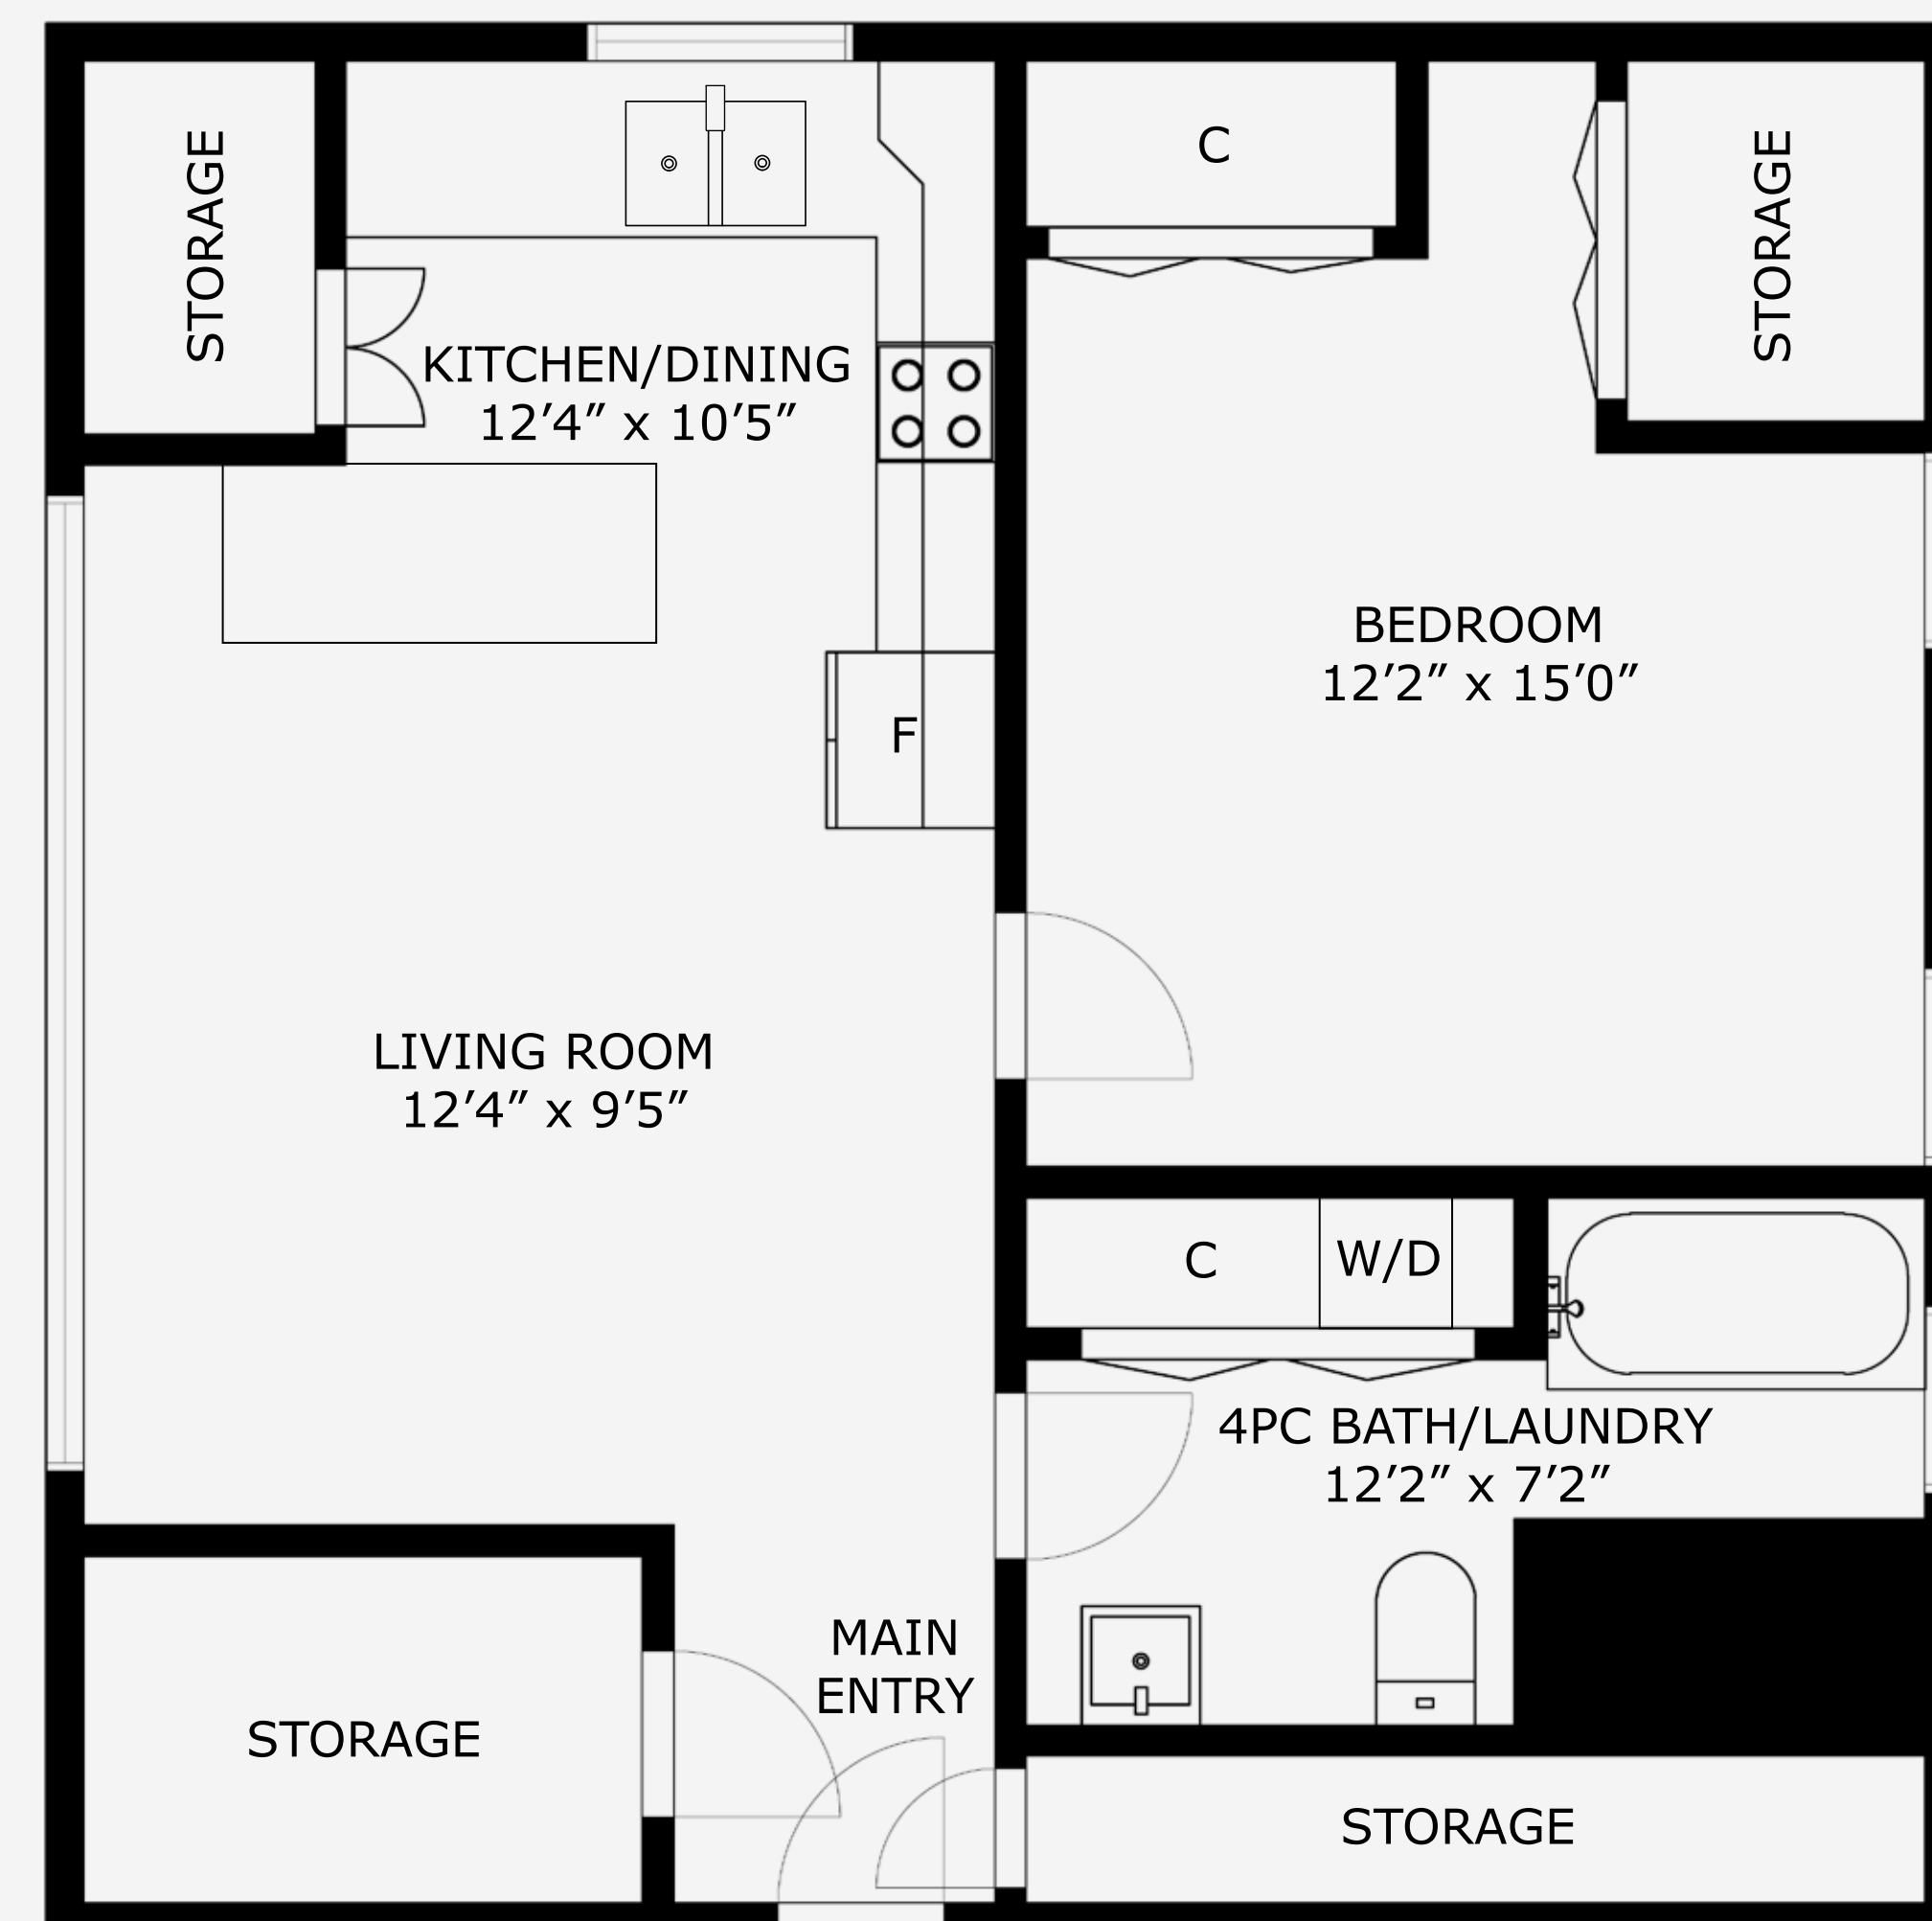 STORAGE
C
STORAGE
KITCHEN/DINING
12′4″ x 10′5″
BEDROOM
12′2″ x 15′0″
F
LIVING ROOM
12′4″ x 9′5″
C
W/D
4PC BATH/LAUNDRY
12′2″ x 7′2″
MAIN
ENTRY
STORAGE
STORAGE